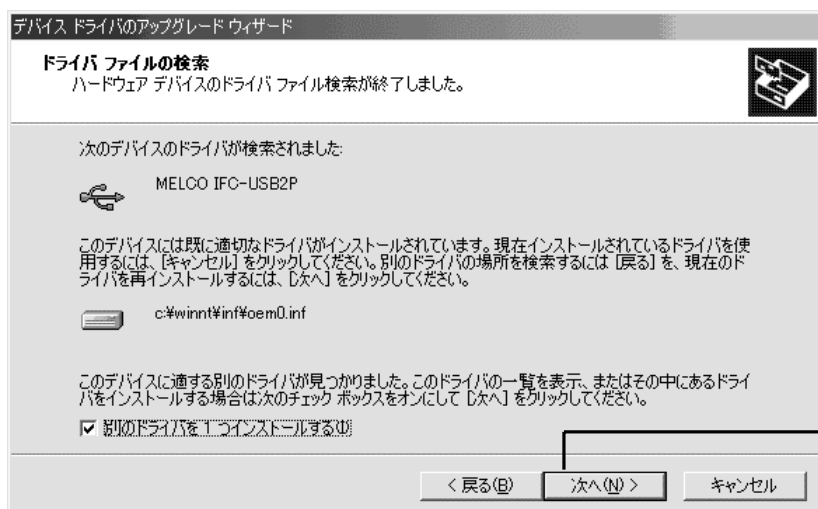 デバイス ドライバのアップグレード ウィザード
ドライバ ファイルの検索
ハードウェア デバイスのドライバ ファイル検索が終了しました。
次のデバイスのドライバが検索されました:
MELCO IFC-USB2P
このデバイスには既に適切なドライバがインストールされています。現在インストールされているドライバを使
用するには、[キャンセル] をクリックしてください。別のドライバの場所を検索するには [戻る] を、現在のド
ライバを再インストールするには、[次へ] をクリックしてください。
c:¥winnt¥inf¥oem0.inf
このデバイスに適する別のドライバが見つかりました。このドライバの一覧を表示、またはその中にあるドライ
バをインストールする場合は次のチェック ボックスをオンにして [次へ] をクリックしてください。
別のドライバを 1 つインストールする(I)
< 戻る(B)
次へ(N) >
キャンセル